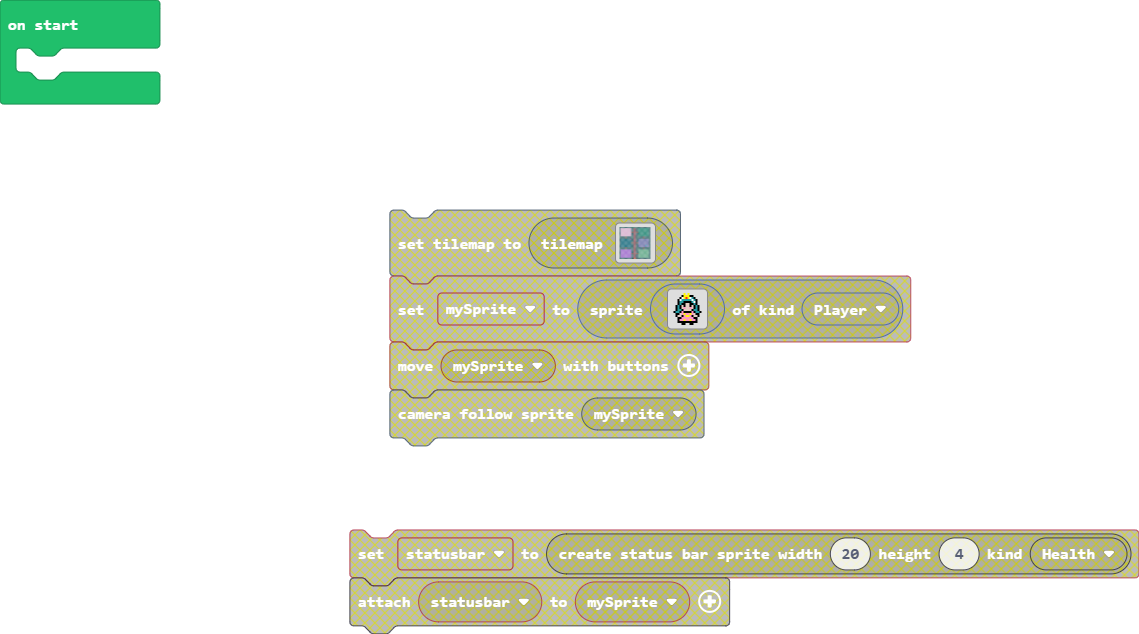 on start
set tilemap to tilemap
set mySprite to sprite of kind Player
move mySprite with buttons
camera follow sprite mySprite
set statusbar to create status bar sprite width 20 height 4 kind Health
attach statusbar to mySprite